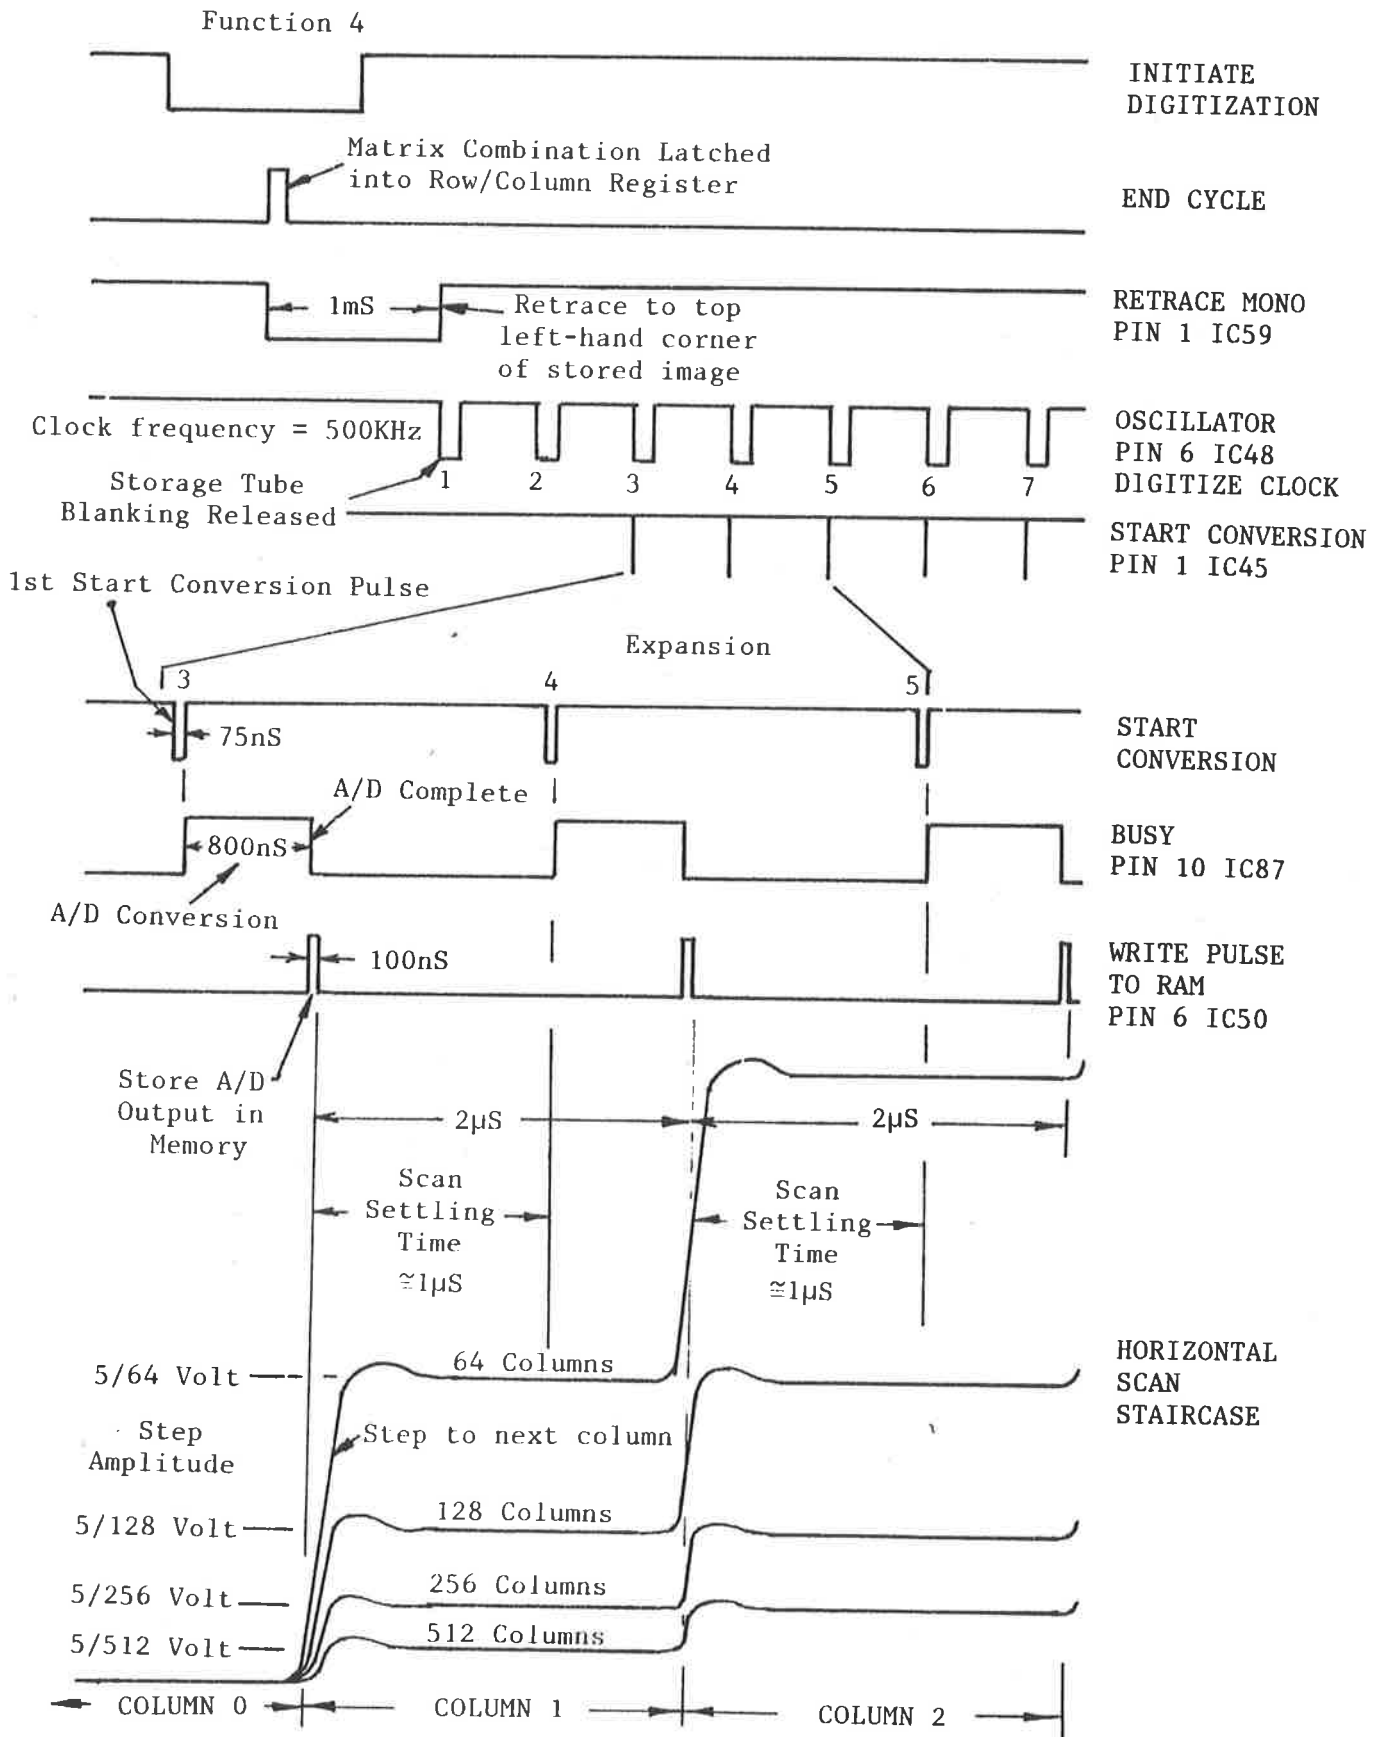 Function 4
INITIATE
DIGITIZATION
Matrix Combination Latched
into Row/Column Register
END CYCLE
1mS
Retrace to top
left-hand corner
of stored image
RETRACE MONO
PIN 1 IC59
Clock frequency = 500KHz
OSCILLATOR
PIN 6 IC48
DIGITIZE CLOCK
1 2 3 4 5 6 7
Storage Tube
Blanking Released
START CONVERSION
PIN 1 IC45
1st Start Conversion Pulse
Expansion
3 4 5
75nS
START
CONVERSION
A/D Complete
800nS
BUSY
PIN 10 IC87
A/D Conversion
100nS
WRITE PULSE
TO RAM
PIN 6 IC50
Store A/D
Output in
Memory
2µS 2µS
Scan
Settling
Time
≅1µS
Scan
Settling
Time
≅1µS
64 Columns
5/64 Volt
HORIZONTAL
SCAN
STAIRCASE
Step
Amplitude
Step to next column
128 Columns
5/128 Volt
256 Columns
5/256 Volt
512 Columns
5/512 Volt
COLUMN 0 COLUMN 1 COLUMN 2